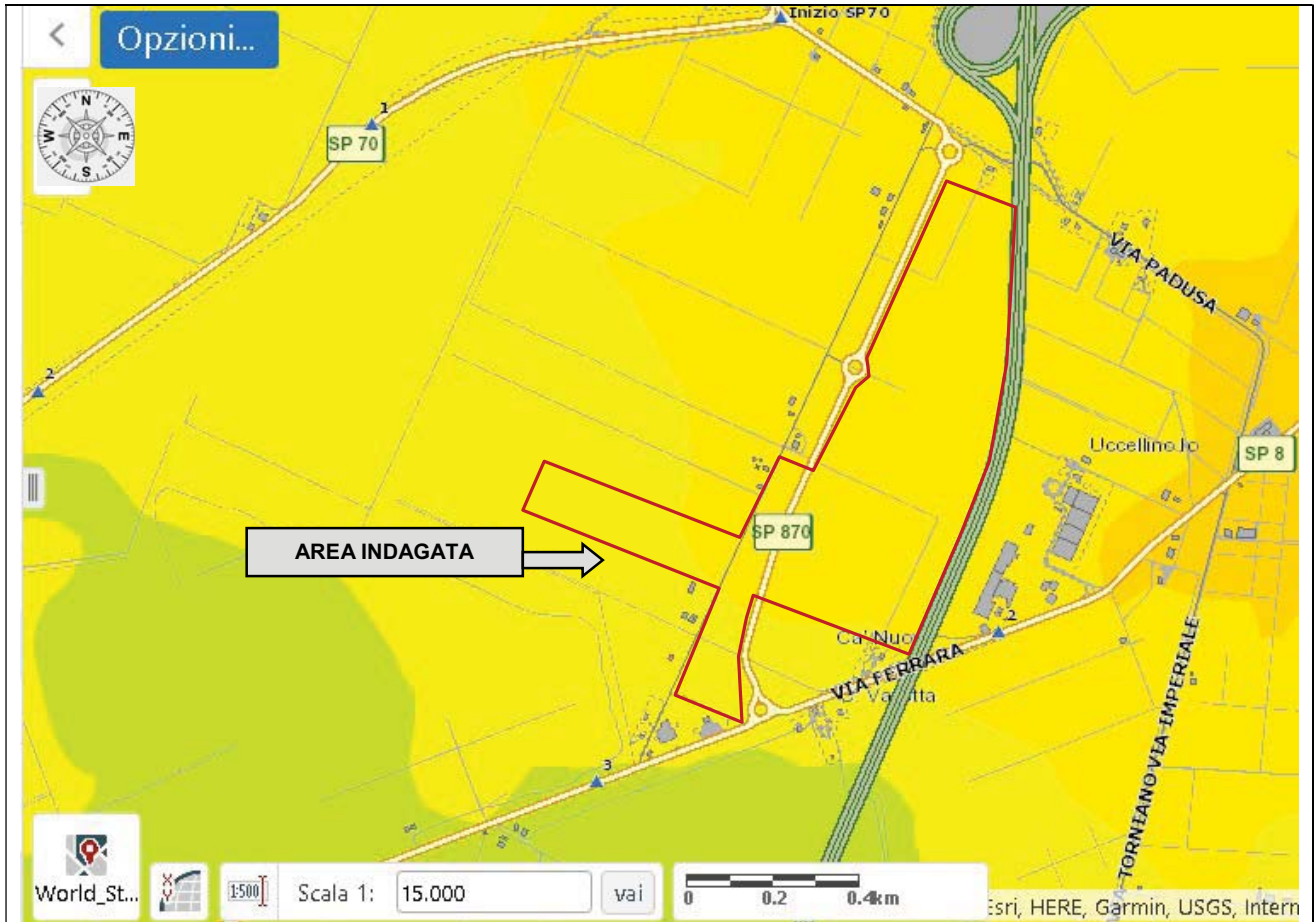 Opzioni...
Inizio SP70
N
W
E
S
1
SP 70
VIA PADUSA
2
Uccellino
SP 8
AREA INDAGATA
SP 870
2
VIA FERRARA
TORNIANO VIA IMPERIALE
3
World_St...
X
Y
1:500
Scala 1:
15.000
vai
0
0.2
0.4km
Esri, HERE, Garmin, USGS, Intern